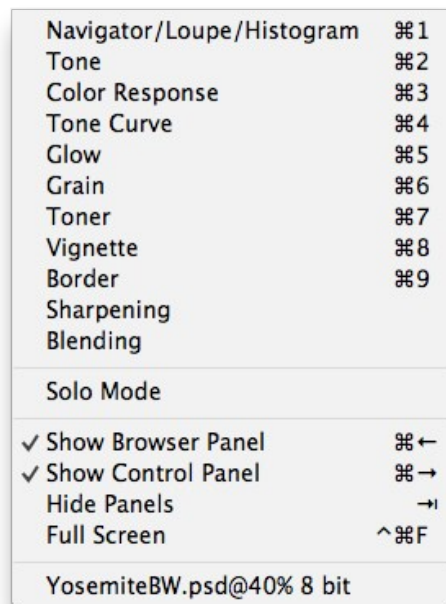 Navigator/Loupe/Histogram ⌘1
Tone ⌘2
Color Response ⌘3
Tone Curve ⌘4
Glow ⌘5
Grain ⌘6
Toner ⌘7
Vignette ⌘8
Border ⌘9
Sharpening
Blending
Solo Mode
✓ Show Browser Panel ⌘←
✓ Show Control Panel ⌘→
Hide Panels ⇥
Full Screen ^⌘F
YosemiteBW.psd@40% 8 bit